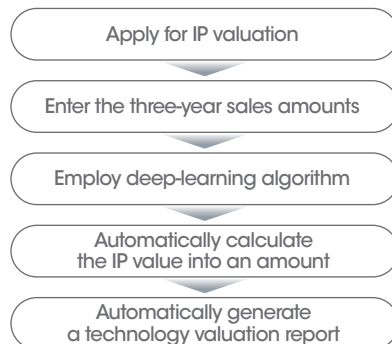 Apply for IP valuation
Enter the three-year sales amounts
Employ deep-learning algorithm
Automatically calculate
the IP value into an amount
Automatically generate
a technology valuation report